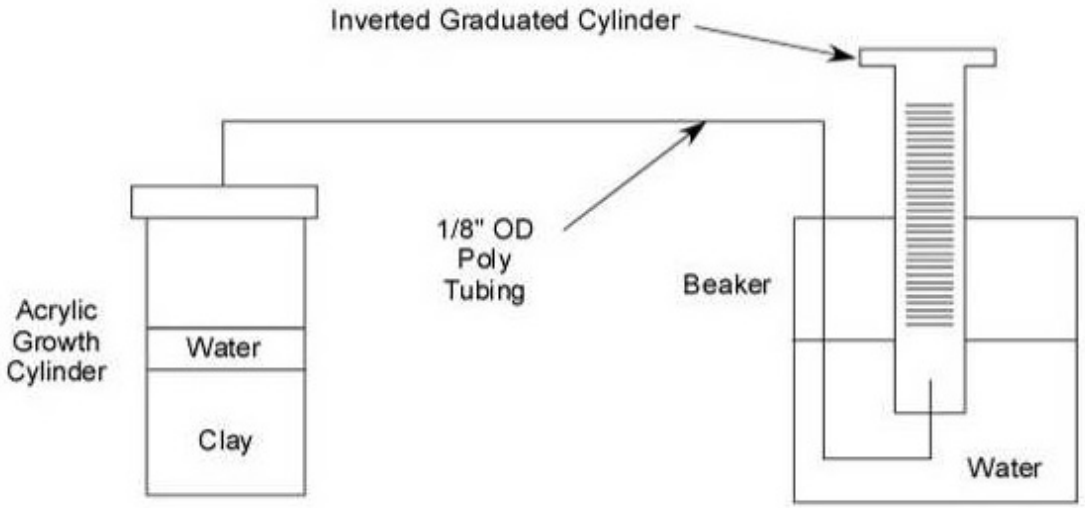 Inverted Graduated Cylinder
1/8" OD
Poly
Tubing
Beaker
Acrylic
Growth
Cylinder
Water
Clay
Water